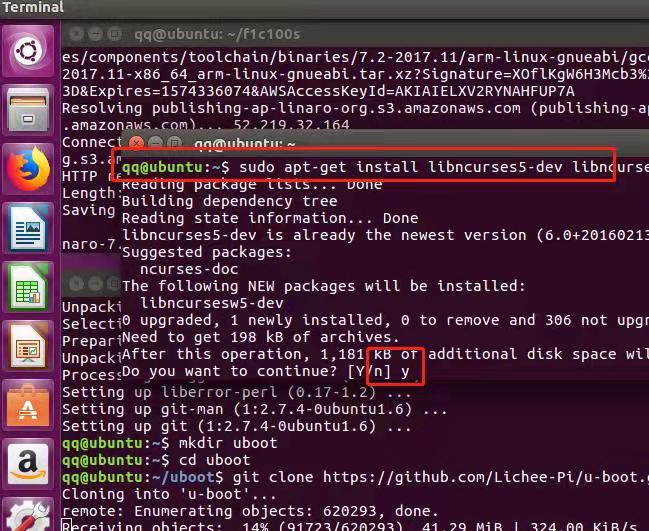 Terminal
qq@ubuntu: ~/f1c100s
es/components/toolchain/binaries/7.2-2017.11/arm-linux-gnueabi/gcc
2017.11-x86_64_arm-linux-gnueabi.tar.xz?Signature=XOflKgW6H3Mcb3%
3D&Expires=1574336074&AWSAccessKeyId=AKIAIELXV2RYNAHFUP7A
Resolving publishing-ap-linaro-org.s3.amazonaws.com (publishing-ap
.amazonaws.com)... 52.219.32.164
Connect
g.s3.am
HTTP re
Length:
Saving
naro-7.
qq@ubuntu: ~
qq@ubuntu:~$ sudo apt-get install libncurses5-dev libncurse
Reading package lists... Done
Building dependency tree
Reading state information... Done
libncurses5-dev is already the newest version (6.0+20160213
Suggested packages:
ncurses-doc
The following NEW packages will be installed:
libncursesw5-dev
0 upgraded, 1 newly installed, 0 to remove and 306 not upgr
Need to get 198 kB of archives.
After this operation, 1,181 kB of additional disk space wil
Do you want to continue? [Y/n] y
Unpacki
Selecti
Prepari
Unpacki
Process
Setting up liberror-perl (0.17-1.2) ...
Setting up git-man (1:2.7.4-0ubuntu1.6) ...
Setting up git (1:2.7.4-0ubuntu1.6) ...
qq@ubuntu:~$ mkdir uboot
qq@ubuntu:~$ cd uboot
qq@ubuntu:~/uboot$ git clone https://github.com/Lichee-Pi/u-boot.g
Cloning into 'u-boot'...
remote: Enumerating objects: 620293, done.
Receiving objects: 14% (91723/620293), 41.29 MiB | 324.00 KiB/s